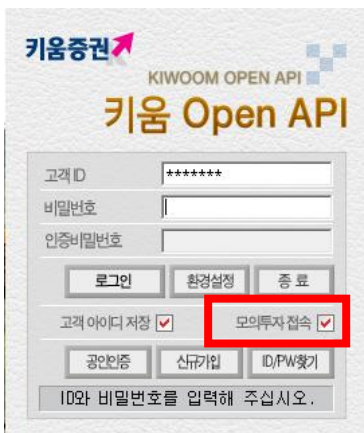 키움증권
KIWOOM OPEN API
키움 Open API
고객 ID *******
비밀번호
인증비밀번호
로그인 환경설정 종 료
고객 아이디 저장 모의투자 접속
공인인증 신규가입 ID/PW찾기
ID와 비밀번호를 입력해 주십시오.